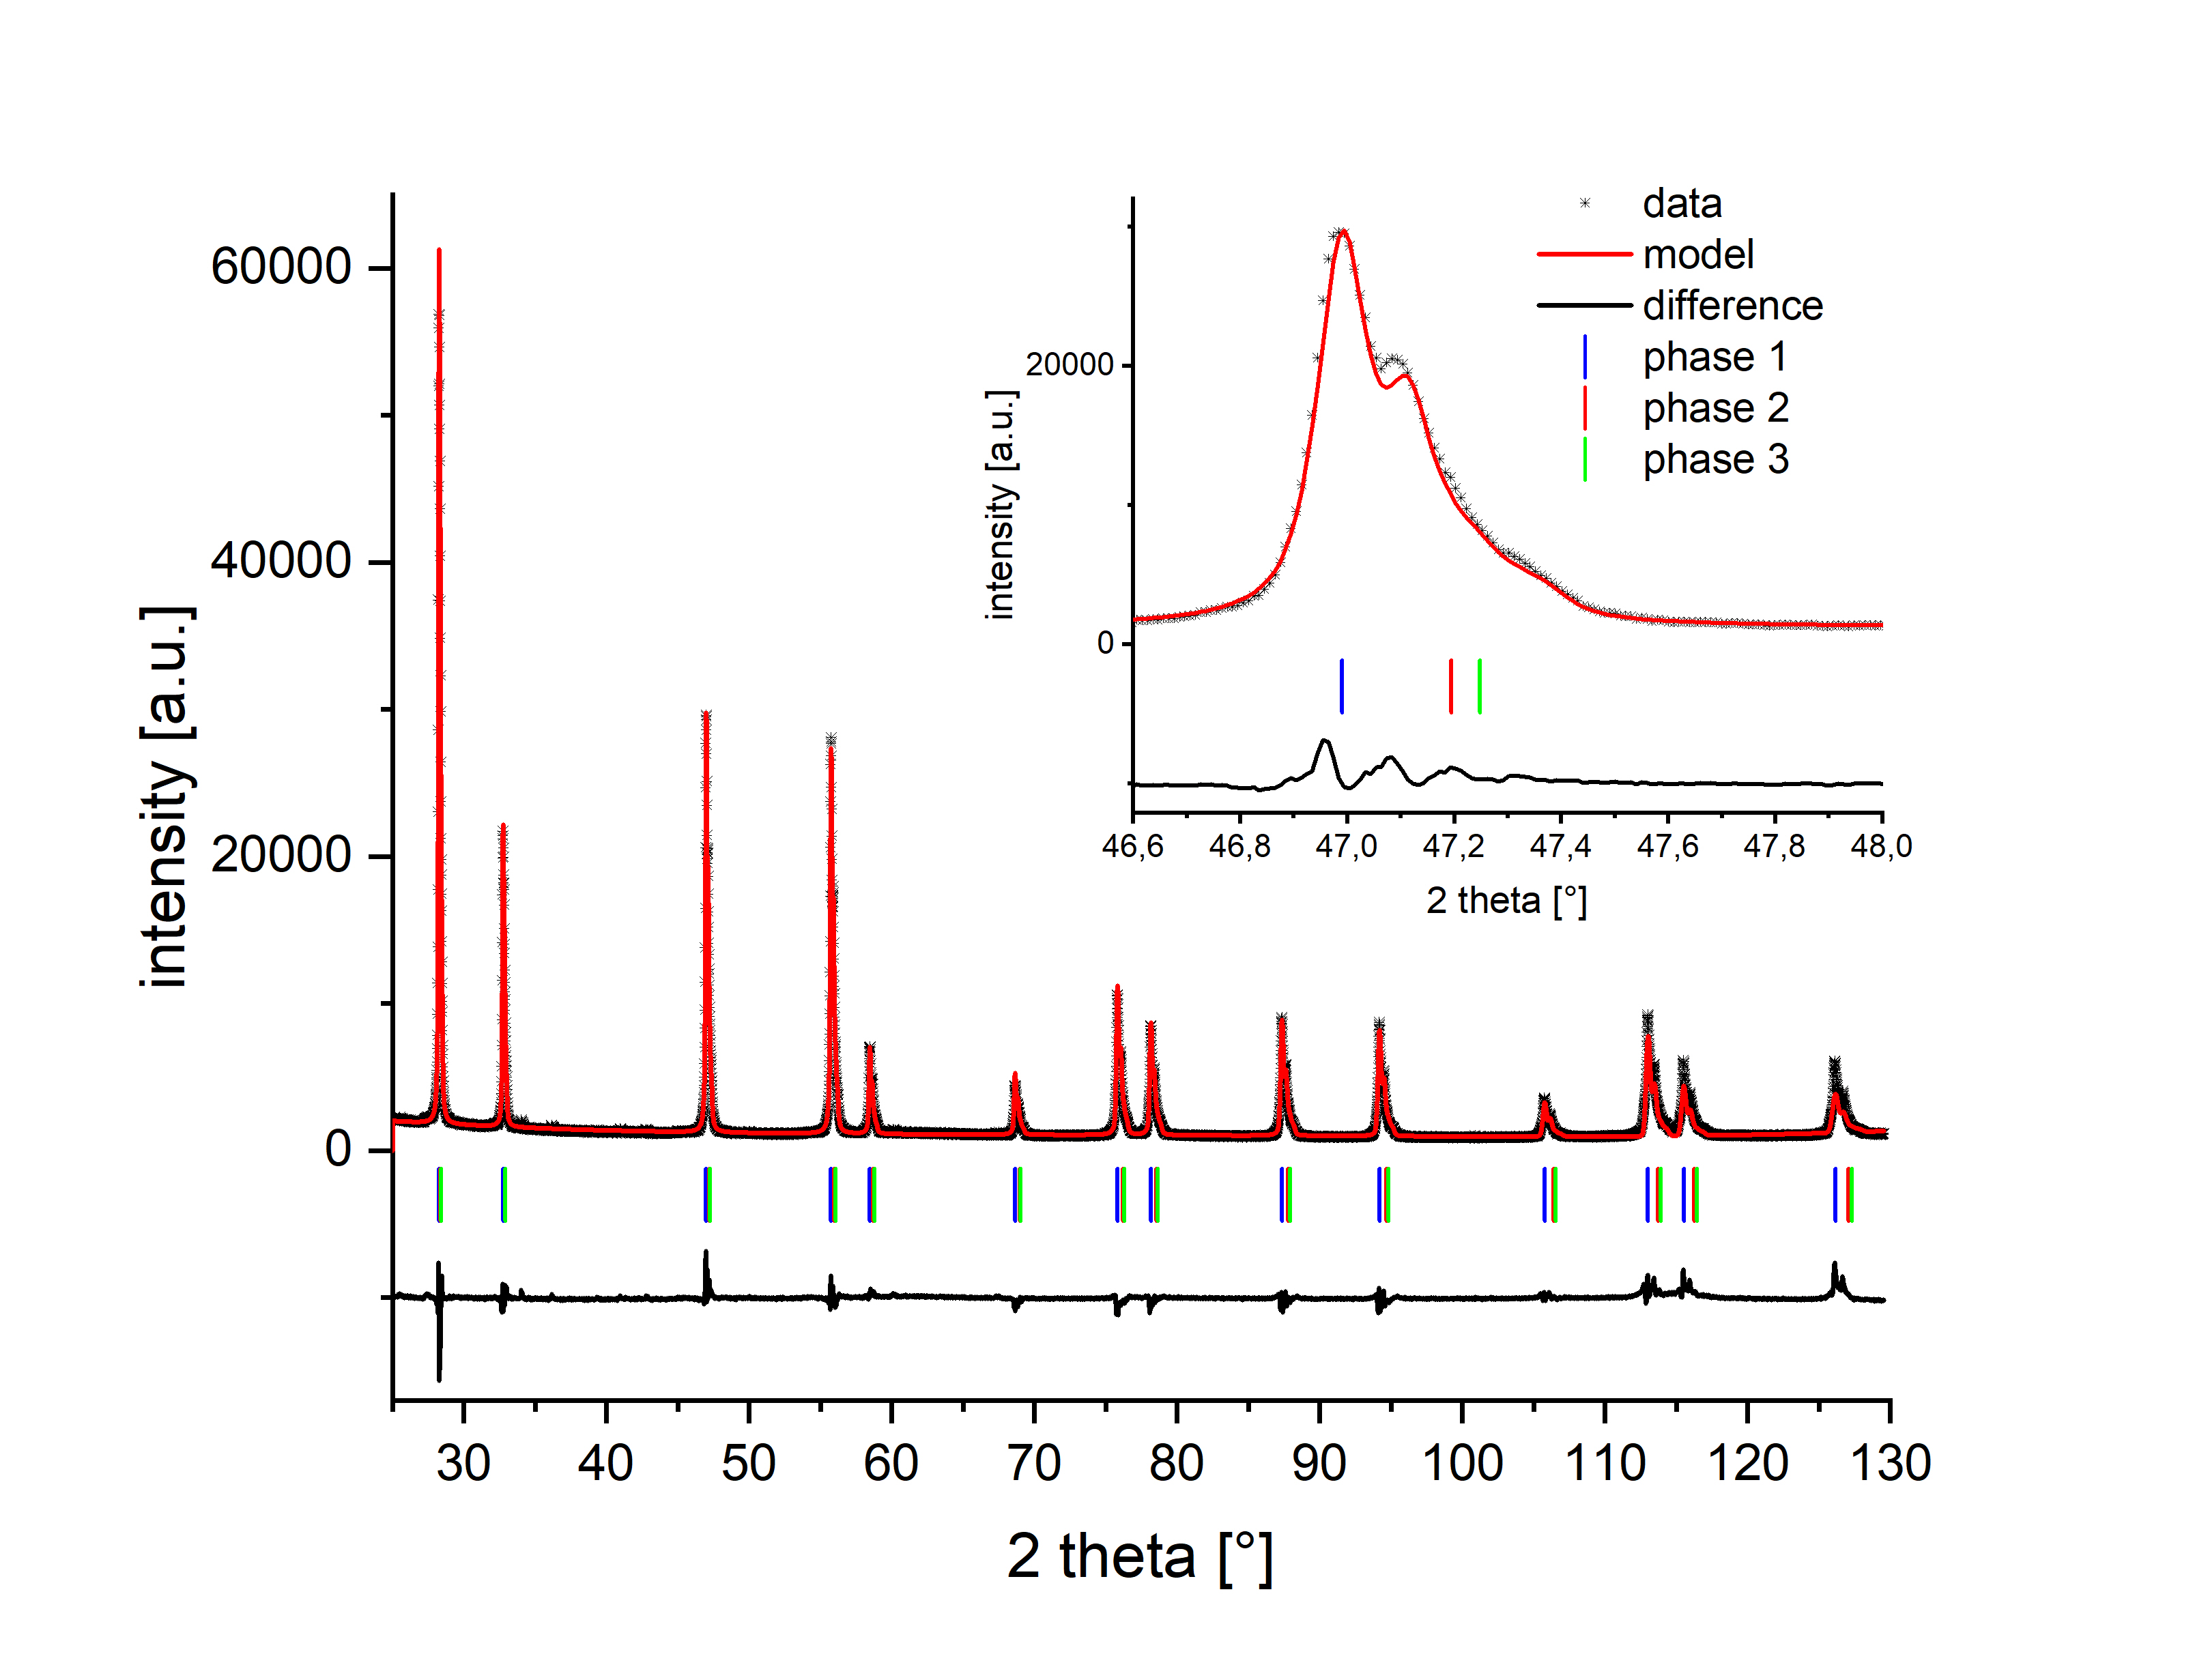 60000
40000
20000
0
intensity [a.u.]
30 40 50 60 70 80 90 100 110 120 130
2 theta [°]
data
model
difference
phase 1
phase 2
phase 3
20000
0
intensity [a.u.]
46,6 46,8 47,0 47,2 47,4 47,6 47,8 48,0
2 theta [°]